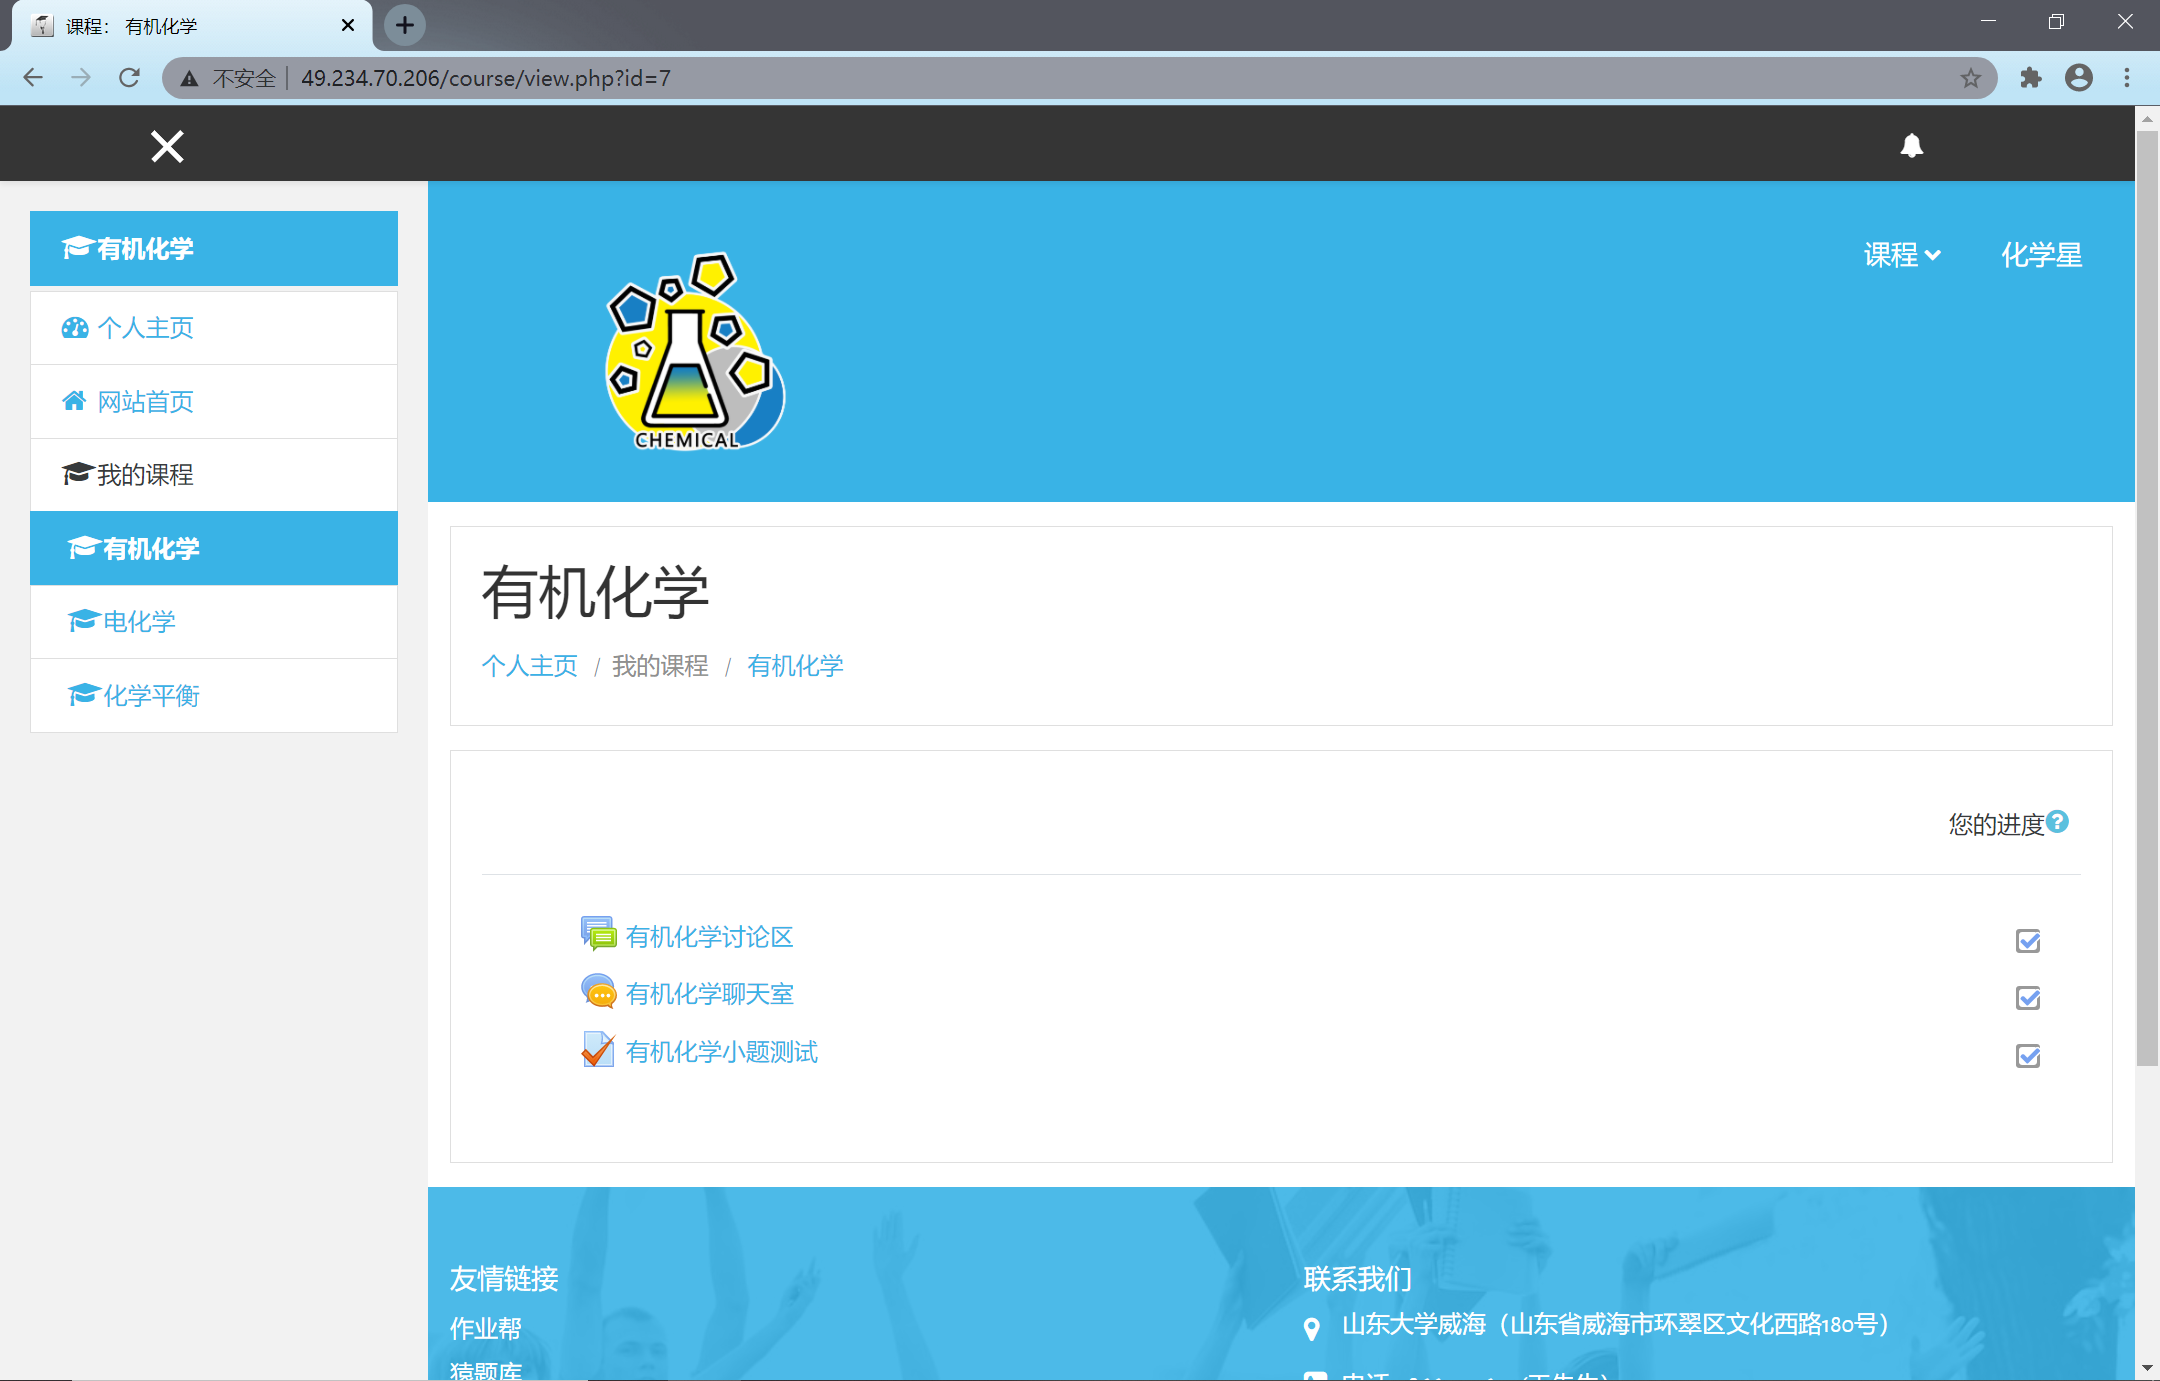 课程： 有机化学
不安全 49.234.70.206/course/view.php?id=7
有机化学
个人主页
网站首页
我的课程
有机化学
电化学
化学平衡
课程
化学星
CHEMICAL
有机化学
个人主页 / 我的课程 / 有机化学
您的进度
有机化学讨论区
有机化学聊天室
有机化学小题测试
友情链接
作业帮
猿题库
联系我们
山东大学威海（山东省威海市环翠区文化西路180号）